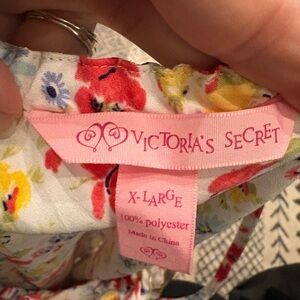 VICTORIA'S SECRET
X-LARGE
100% polyester
Made in China